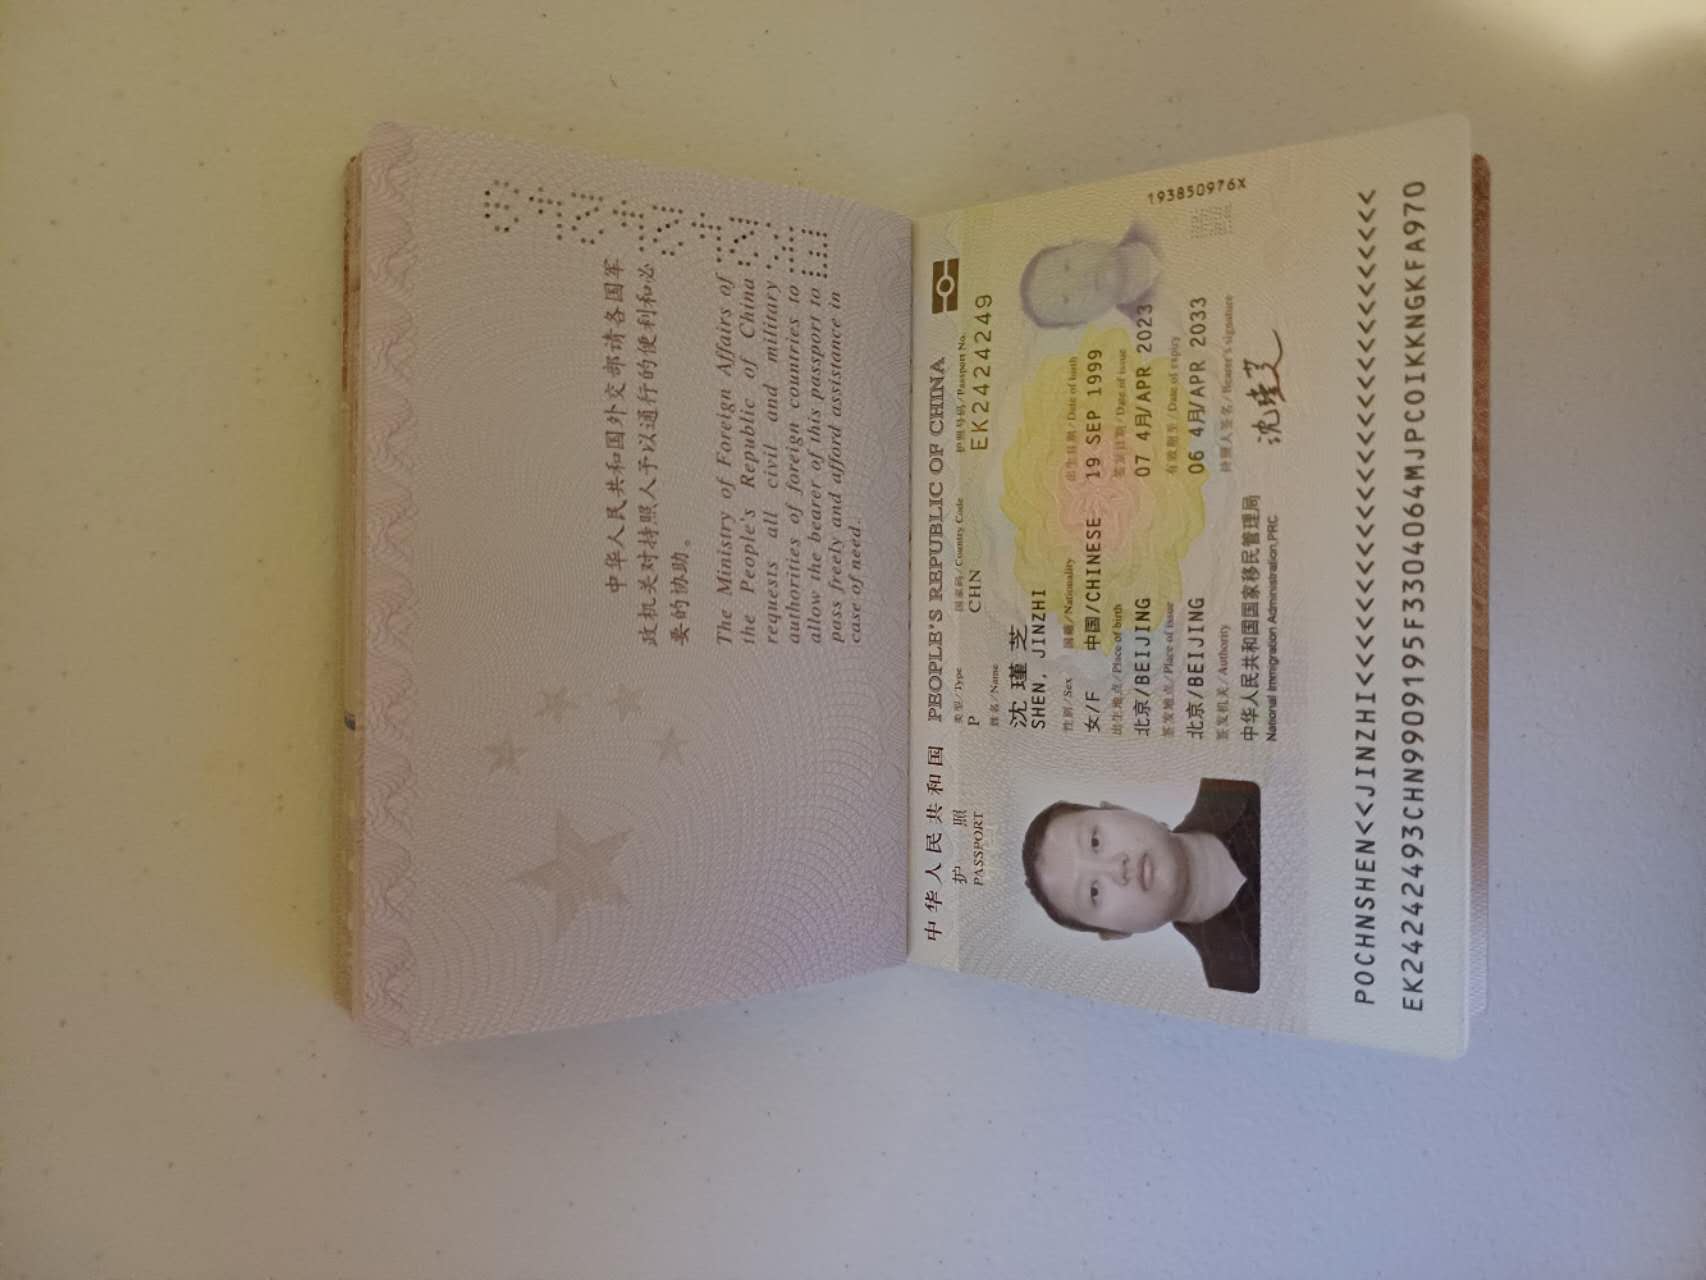 中华人民共和国外交部请各国军
政机关对持照人予以通行的便利和必
要的协助。
The Ministry of Foreign Affairs of
the People's Republic of China
requests all civil and military
authorities of foreign countries to
allow the bearer of this passport to
pass freely and afford assistance in
case of need.
中华人民共和国 PEOPLE'S REPUBLIC OF CHINA
护 照
PASSPORT
类型/Type 国家码/Country Code 护照号码/Passport No.
P CHN EK2424249
姓名/Name
沈瑾芝
SHEN, JINZHI
性别/Sex 国籍/Nationality 出生日期/Date of birth
女/F 中国/CHINESE 19 SEP 1999
出生地点/Place of birth 签发日期/Date of issue
北京/BEIJING 07 4月/APR 2023
签发地点/Place of issue 有效期至/Date of expiry
北京/BEIJING 06 4月/APR 2033
签发机关/Authority 持照人签名/Bearer's signature
中华人民共和国国家移民管理局
National Immigration Administration,PRC
沈瑾芝
193850976X
POCHNSHEN<<JINZHI<<<<<<<<<<<<<<<<<<<<<<<<<<<
EK24242493CHN9909195F3304064MJPCOIKKNGKFA970